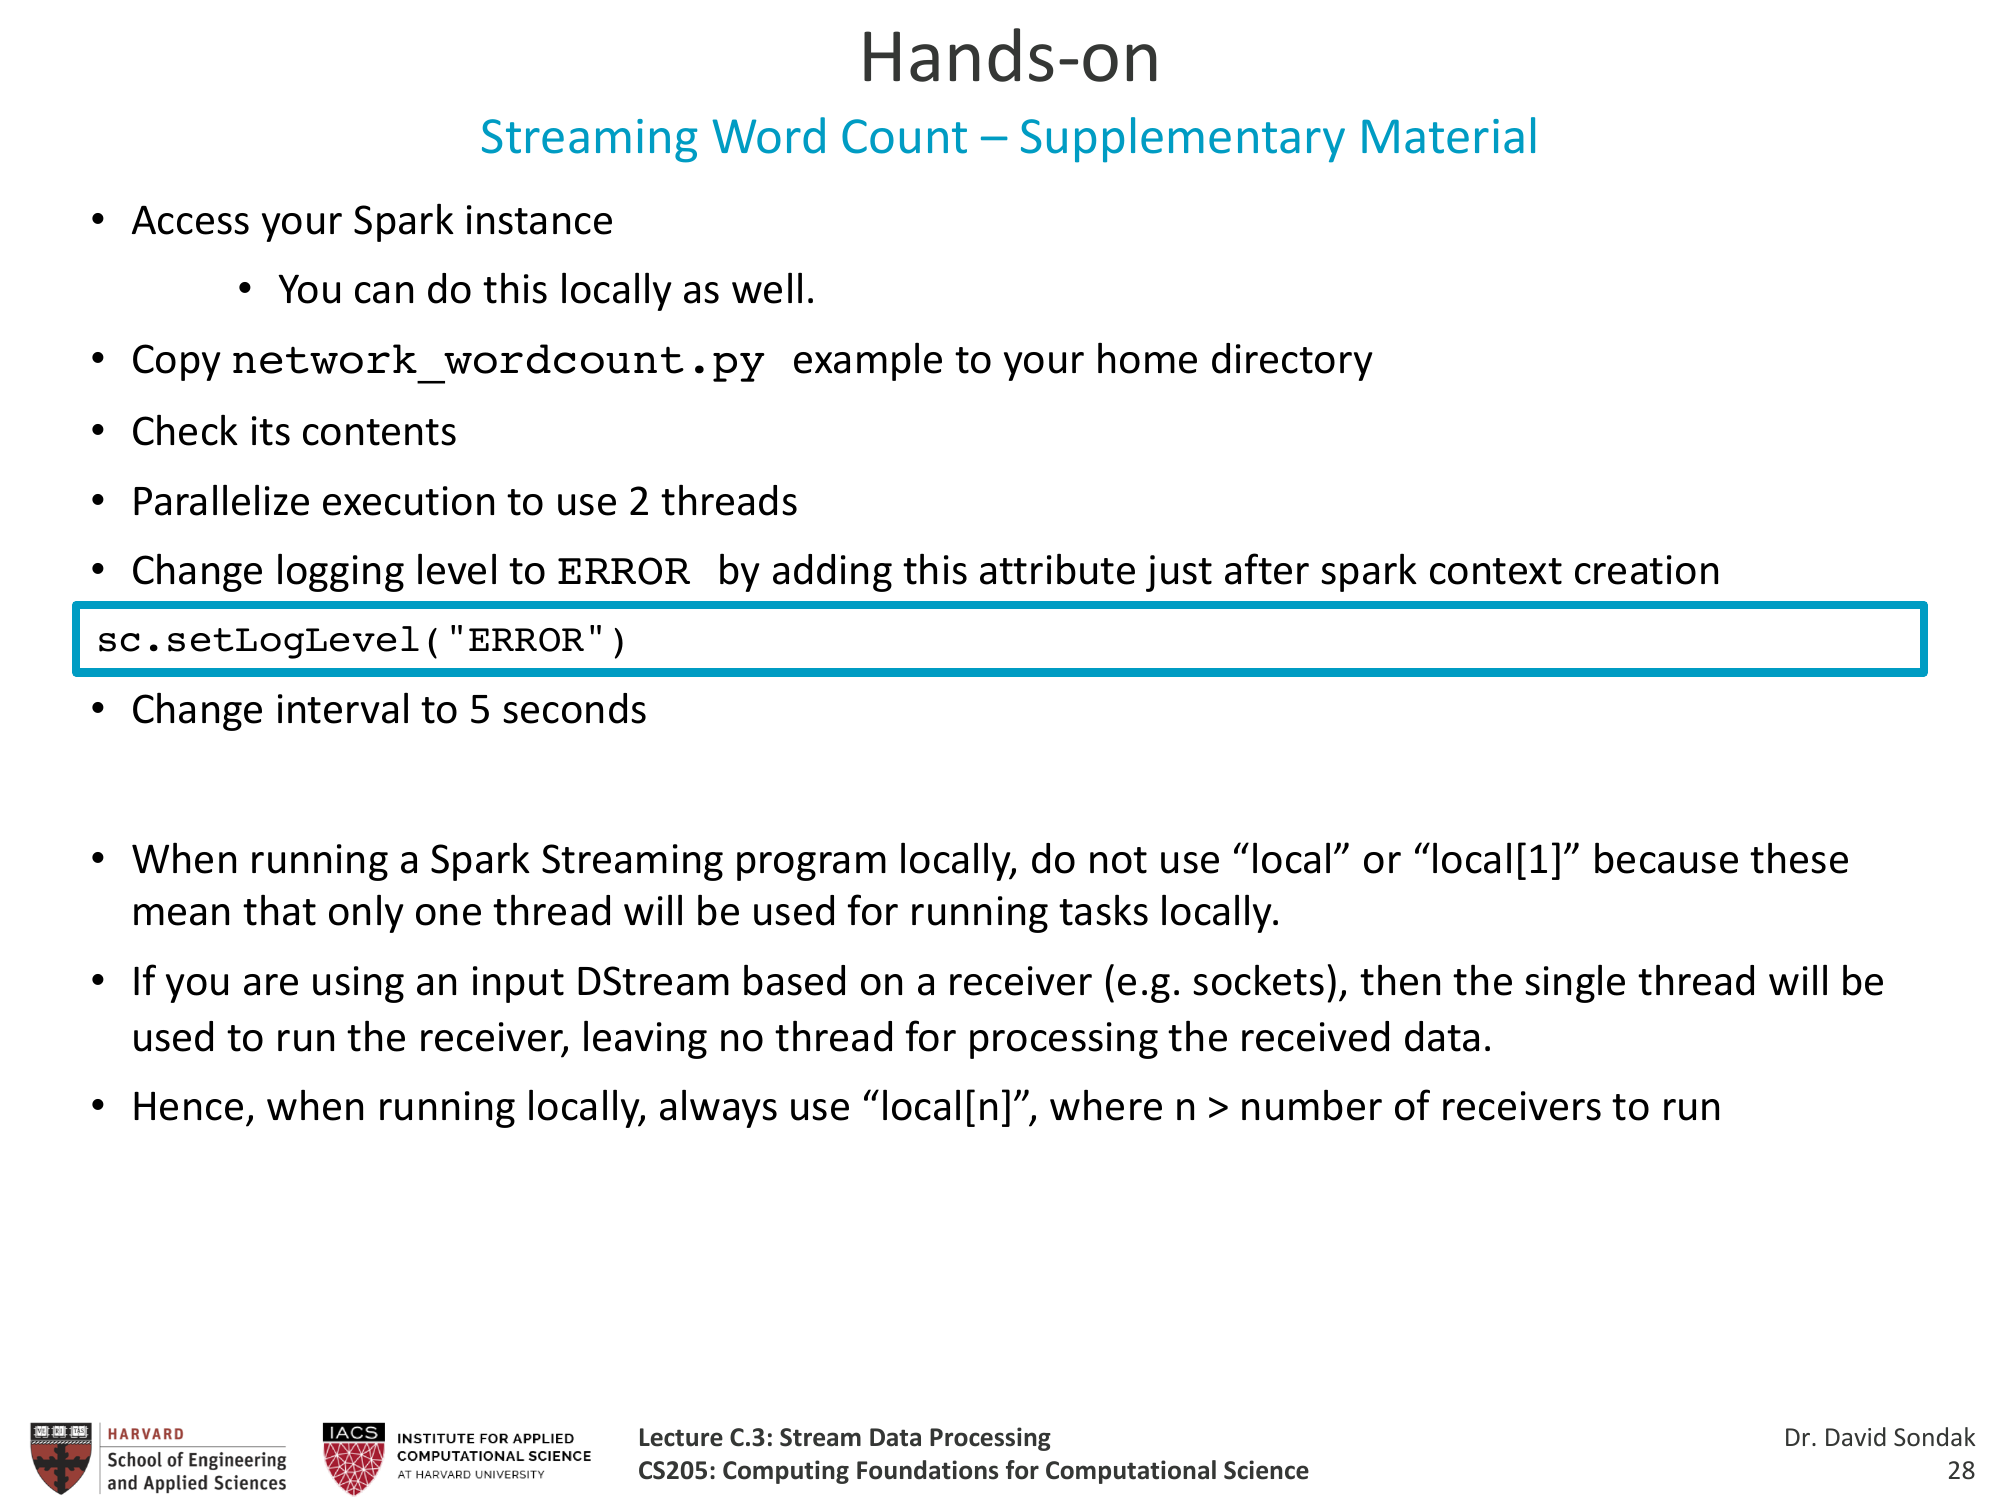 Hands-on
Streaming Word Count – Supplementary Material
• Access your Spark instance
• You can do this locally as well.
• Copy network_wordcount.py example to your home directory
• Check its contents
• Parallelize execution to use 2 threads
• Change logging level to ERROR by adding this attribute just after spark context creation
sc.setLogLevel("ERROR")
• Change interval to 5 seconds
• When running a Spark Streaming program locally, do not use “local” or “local[1]” because these
mean that only one thread will be used for running tasks locally.
• If you are using an input DStream based on a receiver (e.g. sockets), then the single thread will be
used to run the receiver, leaving no thread for processing the received data.
• Hence, when running locally, always use “local[n]”, where n > number of receivers to run
HARVARD
School of Engineering
and Applied Sciences
IACS
INSTITUTE FOR APPLIED
COMPUTATIONAL SCIENCE
AT HARVARD UNIVERSITY
Lecture C.3: Stream Data Processing
CS205: Computing Foundations for Computational Science
Dr. David Sondak
28